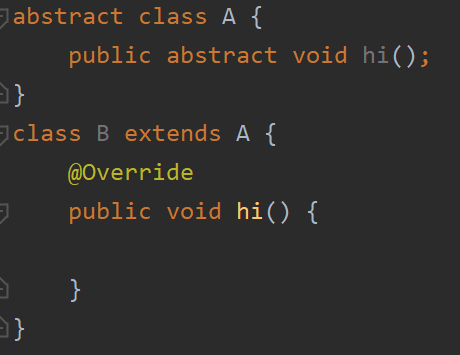 abstract class A {
    public abstract void hi();
}
class B extends A {
    @Override
    public void hi() {
    }
}